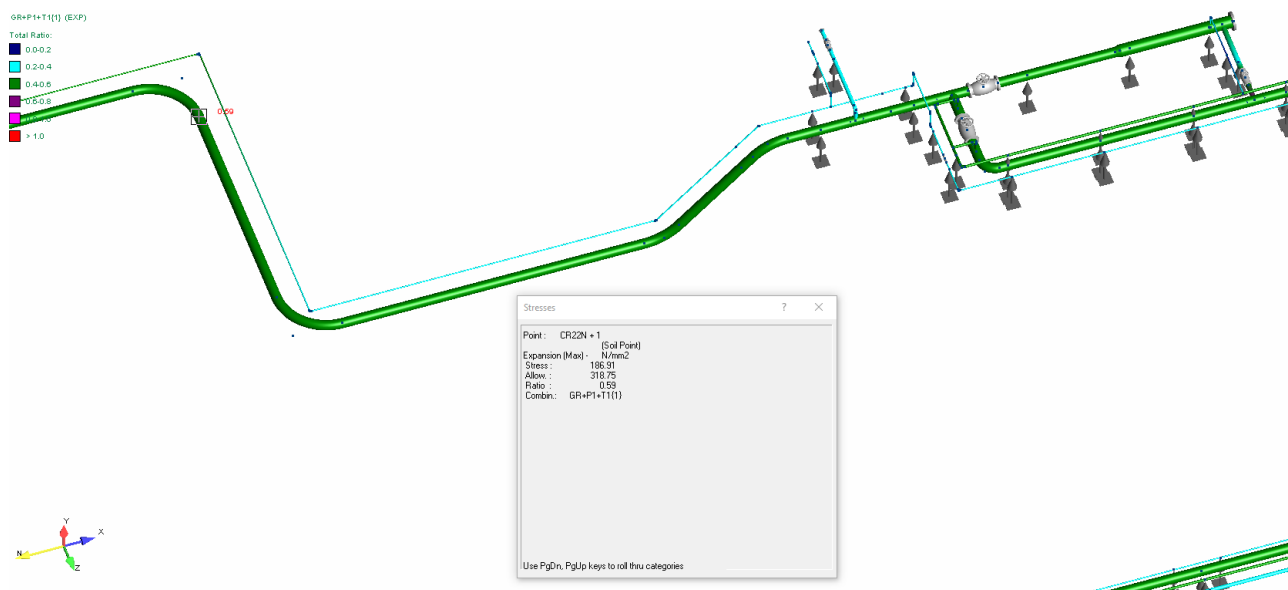 GR+P1+T1{1} (EXP)
Total Ratio:
0.0-0.2
0.2-0.4
0.4-0.6
0.6-0.8
> 1.0
0.59
Stresses ?
Point : CR22N + 1
(Soil Point)
Expansion (Max) - N/mm2
Stress : 186.91
Allow. : 318.75
Ratio : 0.59
Combin.: GR+P1+T1{1}
Use PgDn, PgUp keys to roll thru categories
Y
X
N
Z